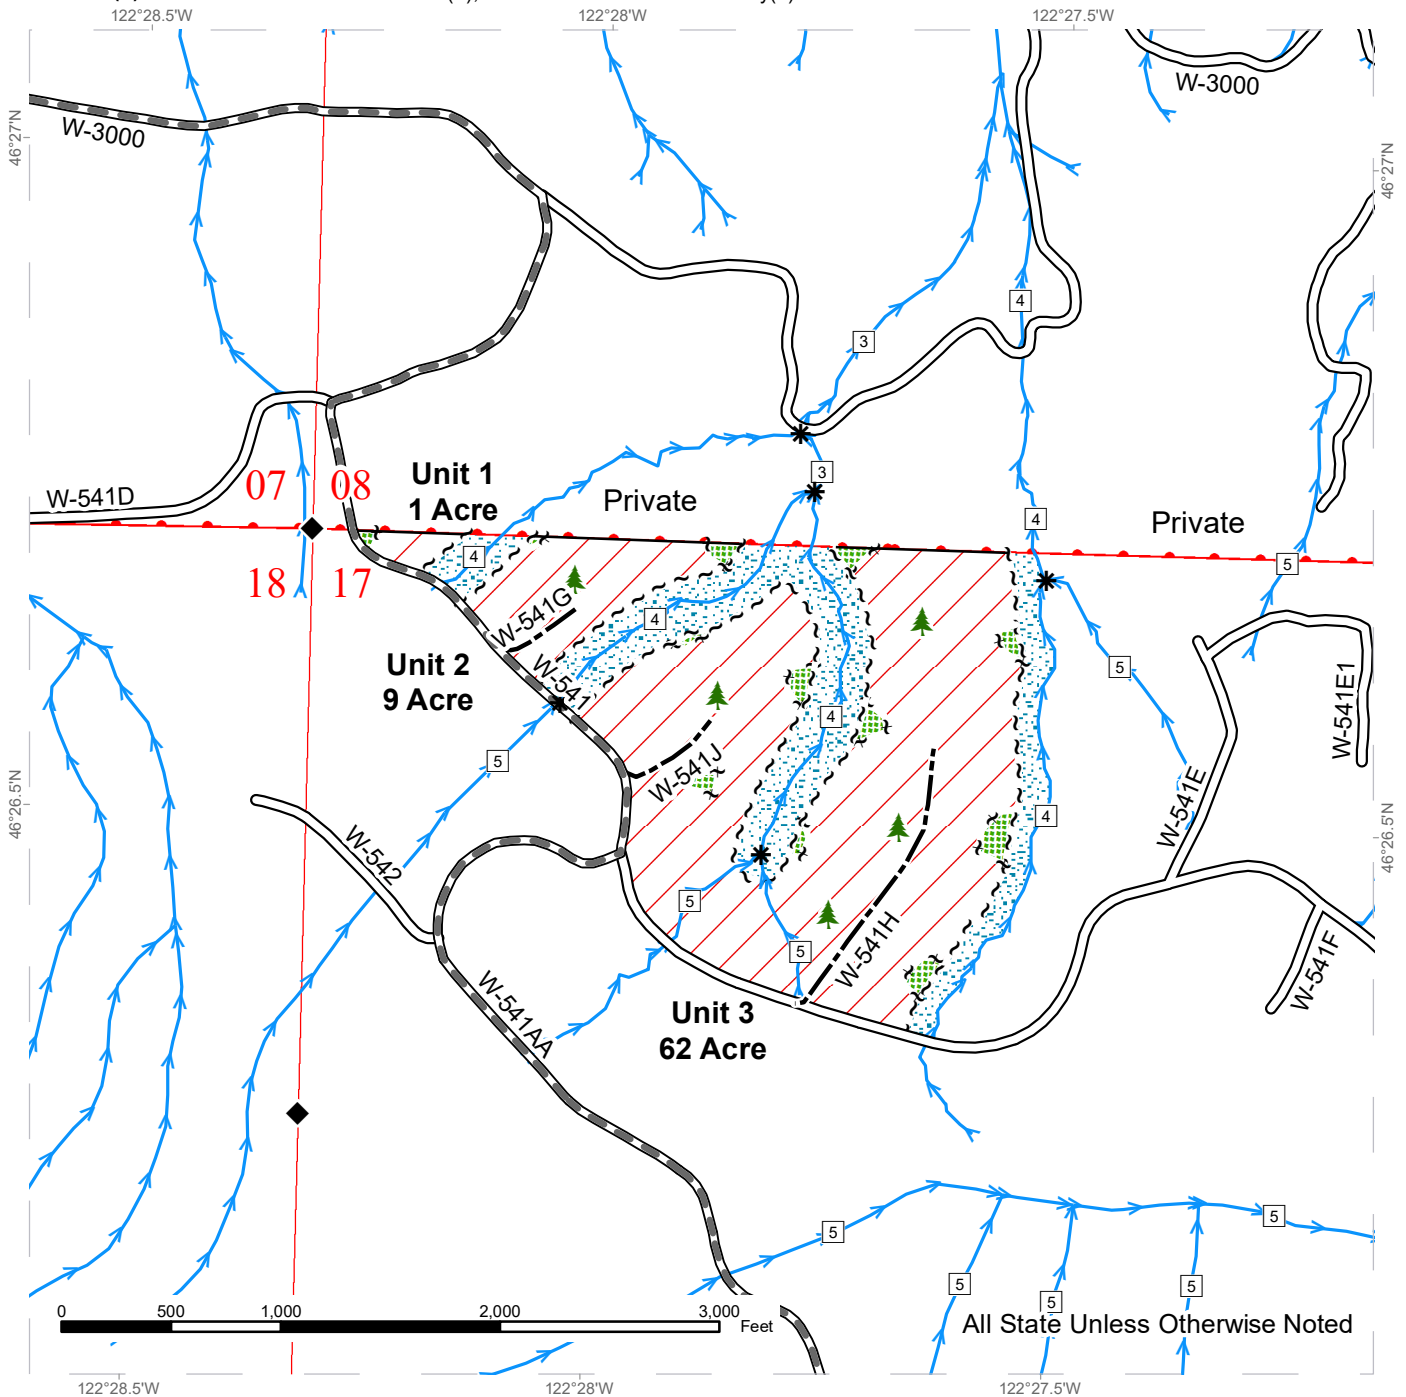 122°28.5'W
122°28'W
122°27.5'W
W-3000
W-3000
46°27'N
46°27'N
4
3
3
07
08
Unit 1
1 Acre
Private
Private
W-541D
4
4
5
18
17
W-541G
4
Unit 2
9 Acre
W-541
5
W-541E1
4
5
W-541J
W-541E
46°26.5'N
46°26.5'N
4
W-542
5
W-541H
5
W-541F
W-541AA
Unit 3
62 Acre
5
5
5
5
5
0
500
1,000
2,000
3,000
Feet
All State Unless Otherwise Noted
122°28.5'W
122°28'W
122°27.5'W